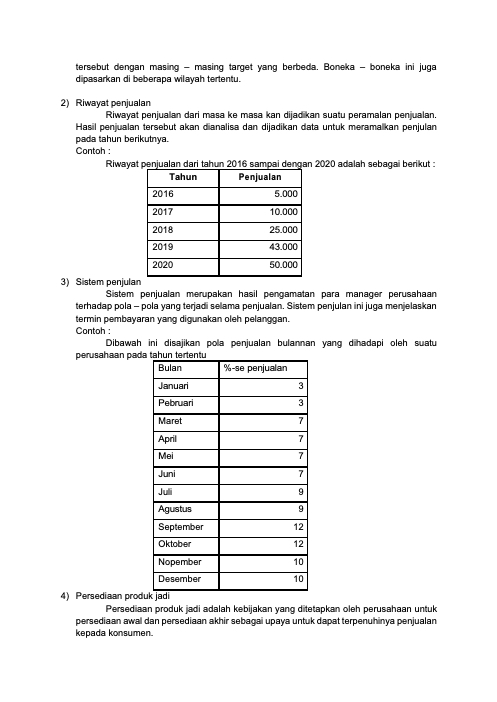 tersebut dengan masing – masing target yang berbeda. Boneka – boneka ini juga
dipasarkan di beberapa wilayah tertentu.
2) Riwayat penjualan
Riwayat penjualan dari masa ke masa kan dijadikan suatu peramalan penjualan.
Hasil penjualan tersebut akan dianalisa dan dijadikan data untuk meramalkan penjulan
pada tahun berikutnya.
Contoh :
Riwayat penjualan dari tahun 2016 sampai dengan 2020 adalah sebagai berikut :
Tahun Penjualan
2016 5.000
2017 10.000
2018 25.000
2019 43.000
2020 50.000
3) Sistem penjulan
Sistem penjualan merupakan hasil pengamatan para manager perusahaan
terhadap pola – pola yang terjadi selama penjualan. Sistem penjulan ini juga menjelaskan
termin pembayaran yang digunakan oleh pelanggan.
Contoh :
Dibawah ini disajikan pola penjualan bulannan yang dihadapi oleh suatu
perusahaan pada tahun tertentu
Bulan %-se penjualan
Januari 3
Pebruari 3
Maret 7
April 7
Mei 7
Juni 7
Juli 9
Agustus 9
September 12
Oktober 12
Nopember 10
Desember 10
4) Persediaan produk jadi
Persediaan produk jadi adalah kebijakan yang ditetapkan oleh perusahaan untuk
persediaan awal dan persediaan akhir sebagai upaya untuk dapat terpenuhinya penjualan
kepada konsumen.